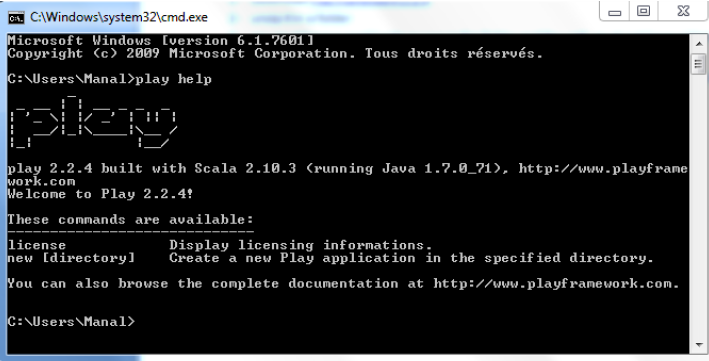 C:\Windows\system32\cmd.exe
Microsoft Windows [version 6.1.7601]
Copyright (c) 2009 Microsoft Corporation. Tous droits réservés.
C:\Users\Manal>play help
play
play 2.2.4 built with Scala 2.10.3 (running Java 1.7.0_71), http://www.playframe
work.com
Welcome to Play 2.2.4!
These commands are available:
-----------------------------
license             Display licensing informations.
new [directory]     Create a new Play application in the specified directory.
You can also browse the complete documentation at http://www.playframework.com.
C:\Users\Manal>